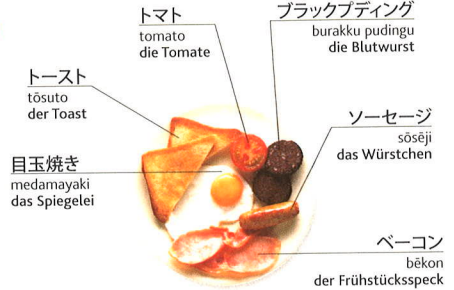 トマト
tomato
die Tomate
ブラックプディング
burakku pudingu
die Blutwurst
トースト
tōsuto
der Toast
ソーセージ
sōsēji
das Würstchen
目玉焼き
medamayaki
das Spiegelei
ベーコン
bēkon
der Frühstücksspeck